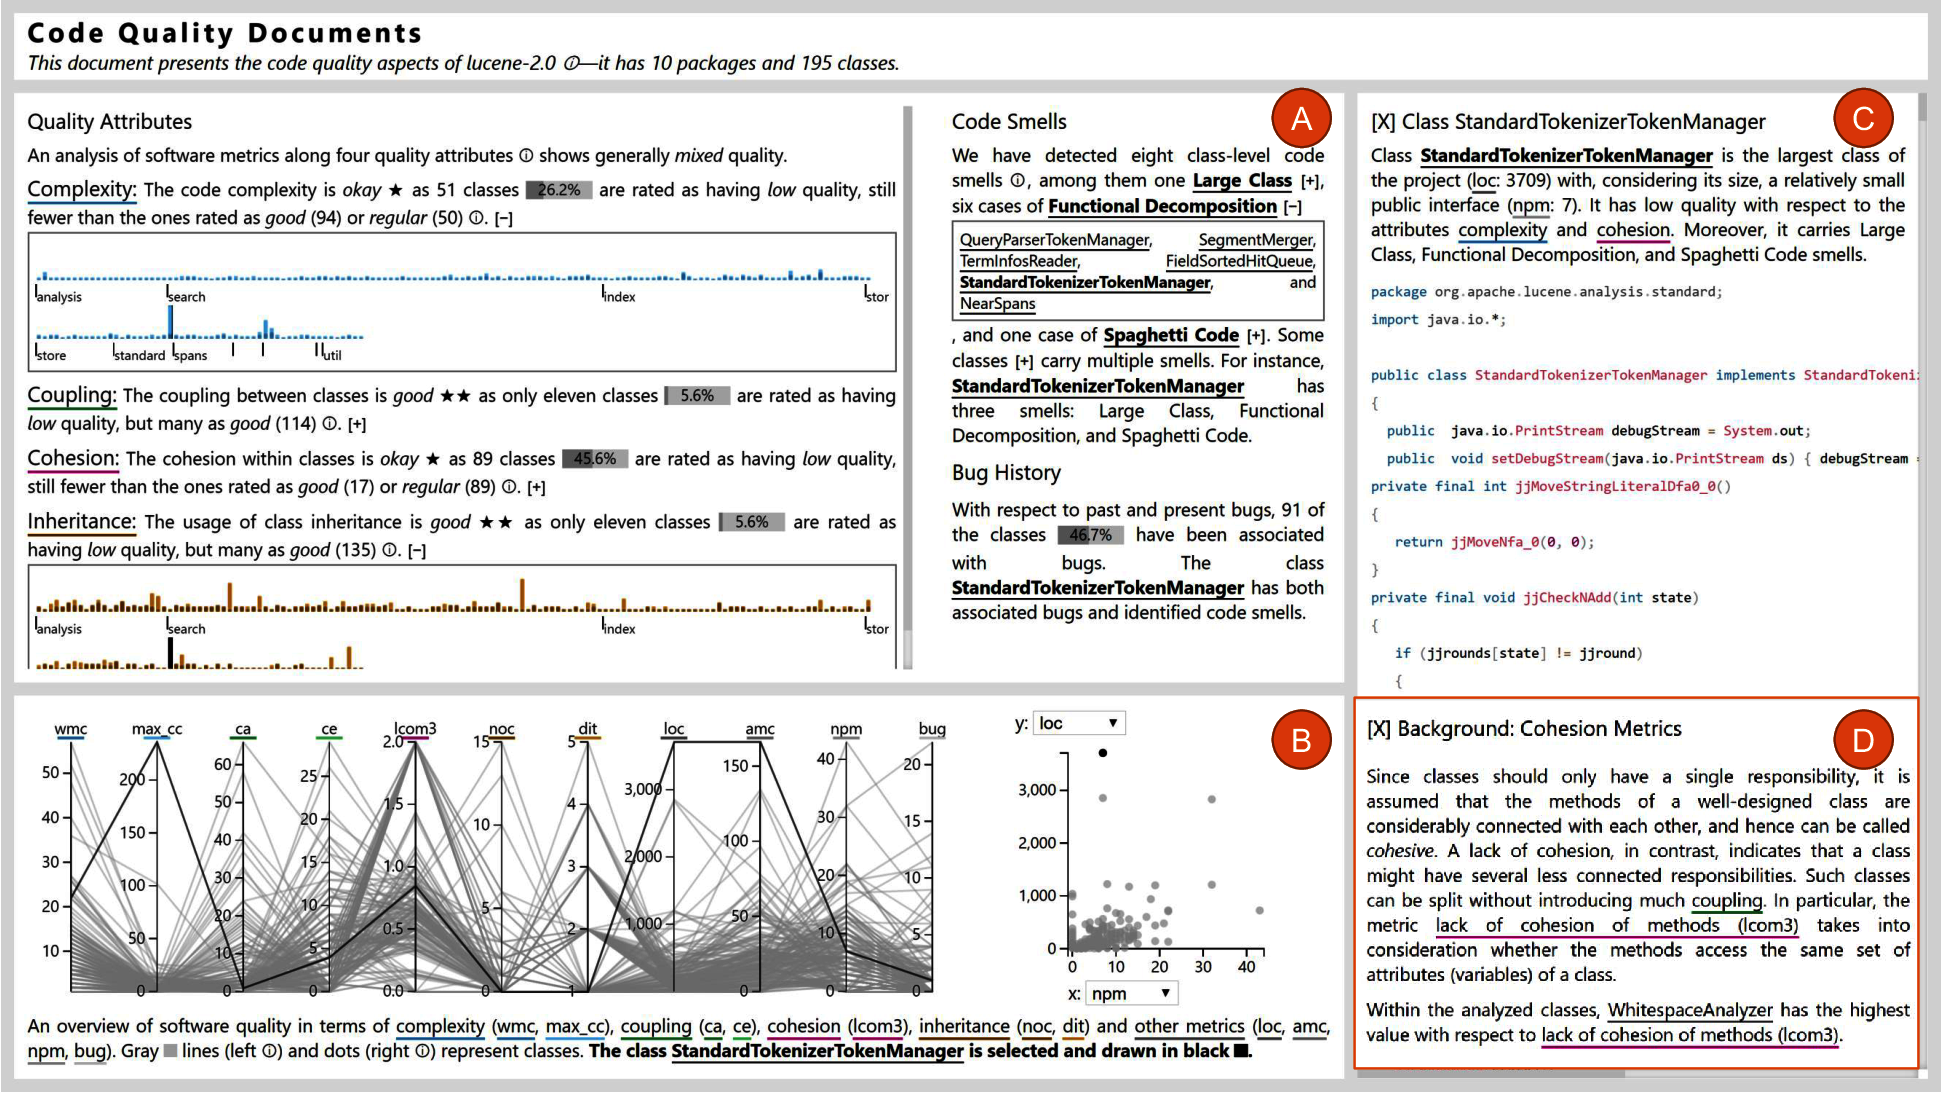 Code Quality Documents
This document presents the code quality aspects of lucene-2.0 ⓘ—it has 10 packages and 195 classes.
Quality Attributes
An analysis of software metrics along four quality attributes ⓘ shows generally mixed quality.
Complexity: The code complexity is okay ★ as 51 classes 26.2% are rated as having low quality, still
fewer than the ones rated as good (94) or regular (50) ⓘ. [−]
analysis search index stor
store standard spans util
Coupling: The coupling between classes is good ★★ as only eleven classes 5.6% are rated as having
low quality, but many as good (114) ⓘ. [+]
Cohesion: The cohesion within classes is okay ★ as 89 classes 45.6% are rated as having low quality,
still fewer than the ones rated as good (17) or regular (89) ⓘ. [+]
Inheritance: The usage of class inheritance is good ★★ as only eleven classes 5.6% are rated as
having low quality, but many as good (135) ⓘ. [−]
analysis search index stor
A
Code Smells
We have detected eight class-level code
smells ⓘ, among them one Large Class [+],
six cases of Functional Decomposition [−]
QueryParserTokenManager, SegmentMerger,
TermInfosReader, FieldSortedHitQueue,
StandardTokenizerTokenManager, and
NearSpans
, and one case of Spaghetti Code [+]. Some
classes [+] carry multiple smells. For instance,
StandardTokenizerTokenManager has
three smells: Large Class, Functional
Decomposition, and Spaghetti Code.
Bug History
With respect to past and present bugs, 91 of
the classes 46.7% have been associated
with bugs. The class
StandardTokenizerTokenManager has both
associated bugs and identified code smells.
C
[X] Class StandardTokenizerTokenManager
Class StandardTokenizerTokenManager is the largest class of
the project (loc: 3709) with, considering its size, a relatively small
public interface (npm: 7). It has low quality with respect to the
attributes complexity and cohesion. Moreover, it carries Large
Class, Functional Decomposition, and Spaghetti Code smells.
package org.apache.lucene.analysis.standard;
import java.io.*;
public class StandardTokenizerTokenManager implements StandardTokeni
{
public java.io.PrintStream debugStream = System.out;
public void setDebugStream(java.io.PrintStream ds) { debugStream =
private final int jjMoveStringLiteralDfa0_0()
{
return jjMoveNfa_0(0, 0);
}
private final void jjCheckNAdd(int state)
{
if (jjrounds[state] != jjround)
{
B
wmc max_cc ca ce lcom3 noc dit loc amc npm bug
50 40 30 20 10
200 150 100 50 0
60 50 40 30 20 10 0
25 20 15 10 5 0
2.0 1.5 1.0 0.5 0.0
15 10 5 0
5 4 3 2 1
3,000 2,000 1,000
150 100 50 0
40 30 20 10 0
20 15 10 5 0
y: loc ▼
3,000
2,000
1,000
0
0 10 20 30 40
x: npm ▼
An overview of software quality in terms of complexity (wmc, max_cc), coupling (ca, ce), cohesion (lcom3), inheritance (noc, dit) and other metrics (loc, amc,
npm, bug). Gray ■ lines (left ⓘ) and dots (right ⓘ) represent classes. The class StandardTokenizerTokenManager is selected and drawn in black ■.
D
[X] Background: Cohesion Metrics
Since classes should only have a single responsibility, it is
assumed that the methods of a well-designed class are
considerably connected with each other, and hence can be called
cohesive. A lack of cohesion, in contrast, indicates that a class
might have several less connected responsibilities. Such classes
can be split without introducing much coupling. In particular, the
metric lack of cohesion of methods (lcom3) takes into
consideration whether the methods access the same set of
attributes (variables) of a class.
Within the analyzed classes, WhitespaceAnalyzer has the highest
value with respect to lack of cohesion of methods (lcom3).